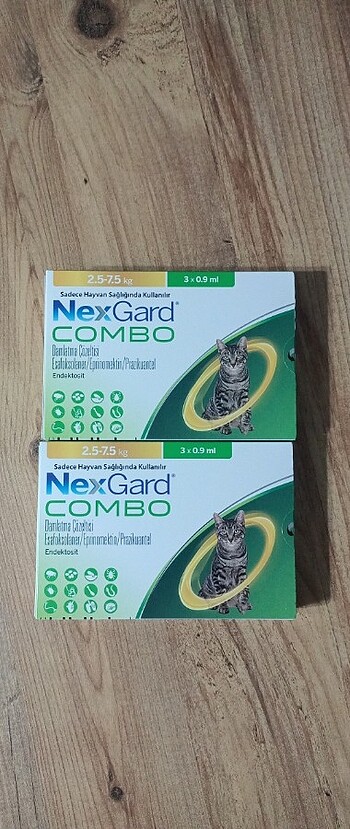 2.5-7.5 kg
3 x 0.9 ml
Sadece Hayvan Sağlığında Kullanılır
NexGard®
COMBO
Damlatma Çözeltisi
Esafoksolaner/Eprinomektin/Prazikuantel
Endektosit
2.5-7.5 kg
3 x 0.9 ml
Sadece Hayvan Sağlığında Kullanılır
NexGard®
COMBO
Damlatma Çözeltisi
Esafoksolaner/Eprinomektin/Prazikuantel
Endektosit